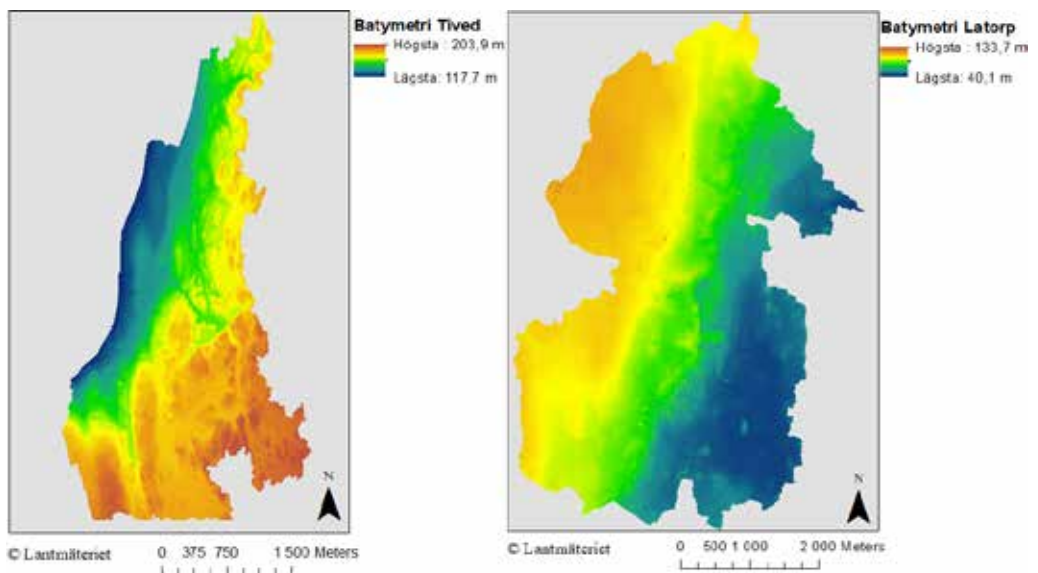 Batymetri Tived
Högsta : 203,9 m
Lägsta: 117,7 m
N
© Lantmäteriet
0 375 750 1 500 Meters
Batymetri Latorp
Högsta : 133,7 m
Lägsta: 40,1 m
N
© Lantmäteriet
0 500 1 000 2 000 Meters